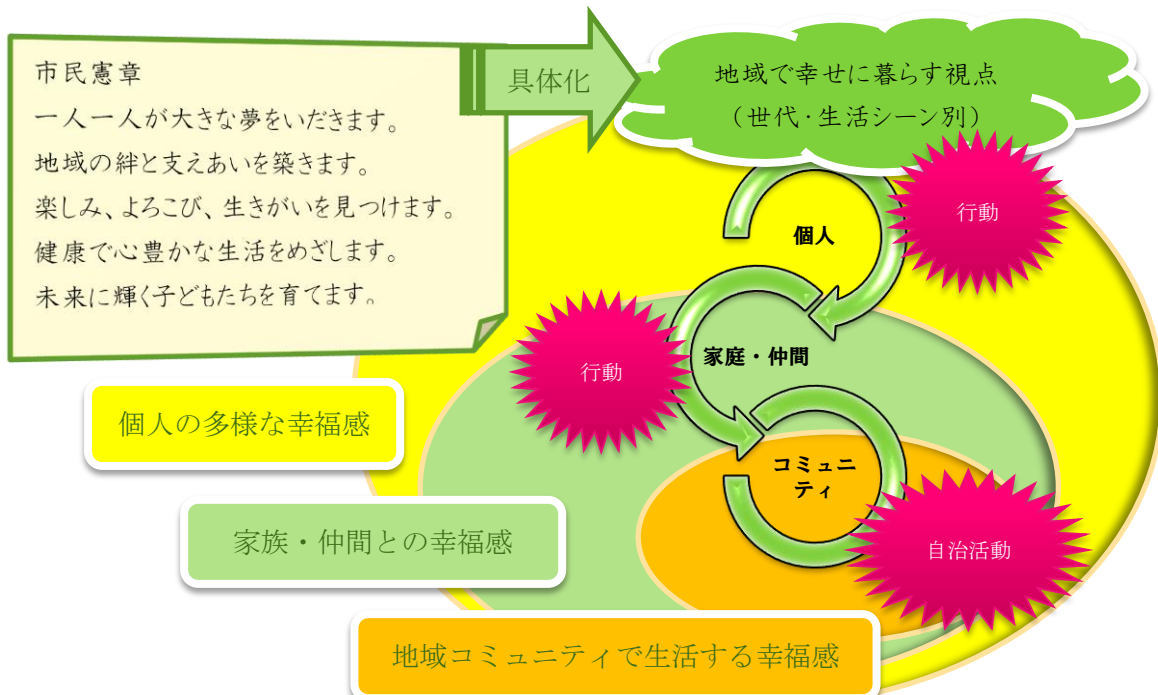 市民憲章
一人一人が大きな夢をいだきます。
地域の絆と支えあいを築きます。
楽しみ、よろこび、生きがいを見つけます。
健康で心豊かな生活をめざします。
未来に輝く子どもたちを育てます。
具体化
地域で幸せに暮らす視点
（世代・生活シーン別）
行動
個人
行動
家庭・仲間
個人の多様な幸福感
コミュニ
ティ
家族・仲間との幸福感
自治活動
地域コミュニティで生活する幸福感